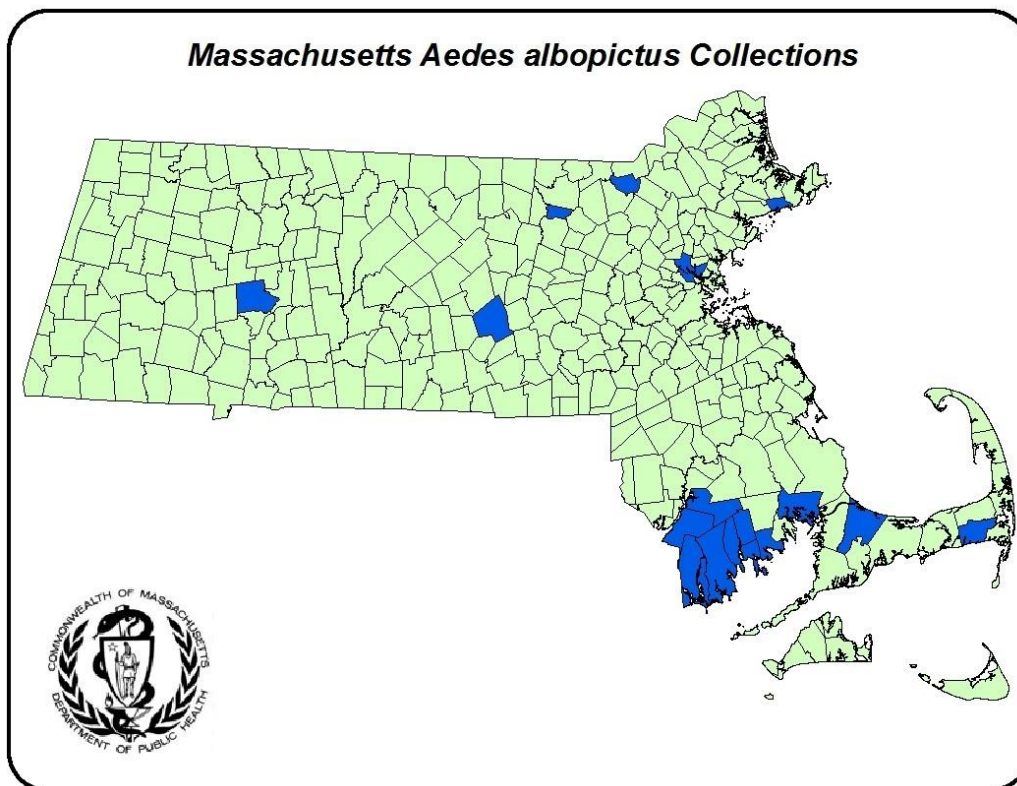 Massachusetts Aedes albopictus Collections
COMMONWEALTH OF MASSACHUSETTS
DEPARTMENT OF PUBLIC HEALTH